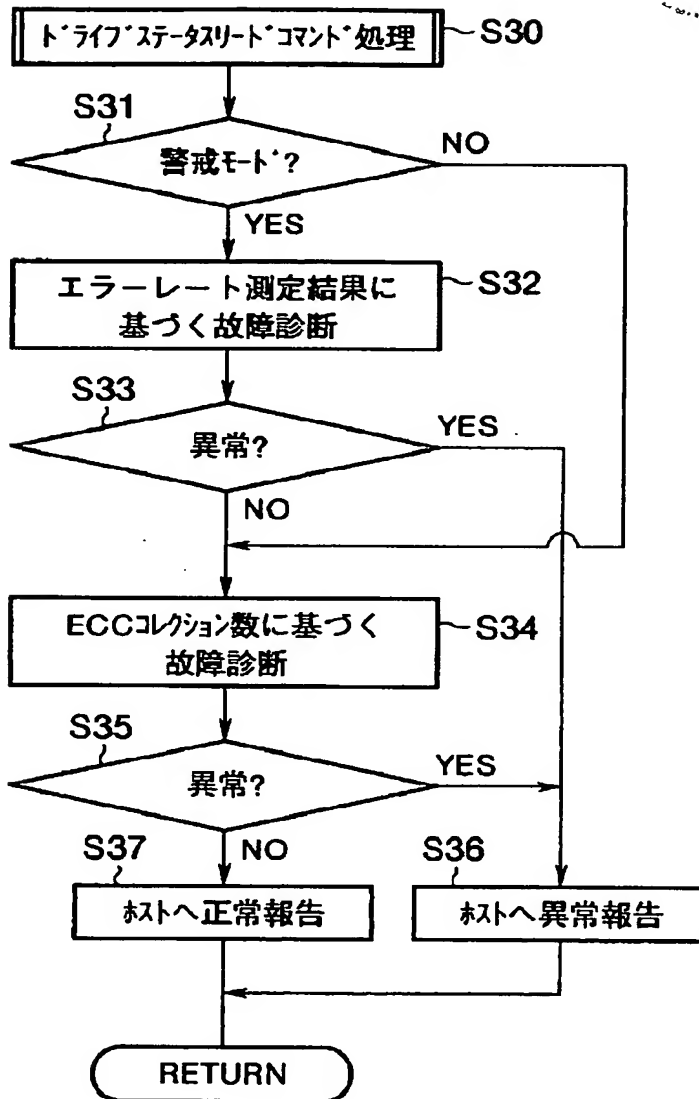 ドライブステータスリードコマンド処理 S30
S31
警戒モード?
NO
YES
エラーレート測定結果に
基づく故障診断
S32
S33
異常?
YES
NO
ECCコレクション数に基づく
故障診断
S34
S35
異常?
YES
NO
S37
S36
ホストへ正常報告
ホストへ異常報告
RETURN